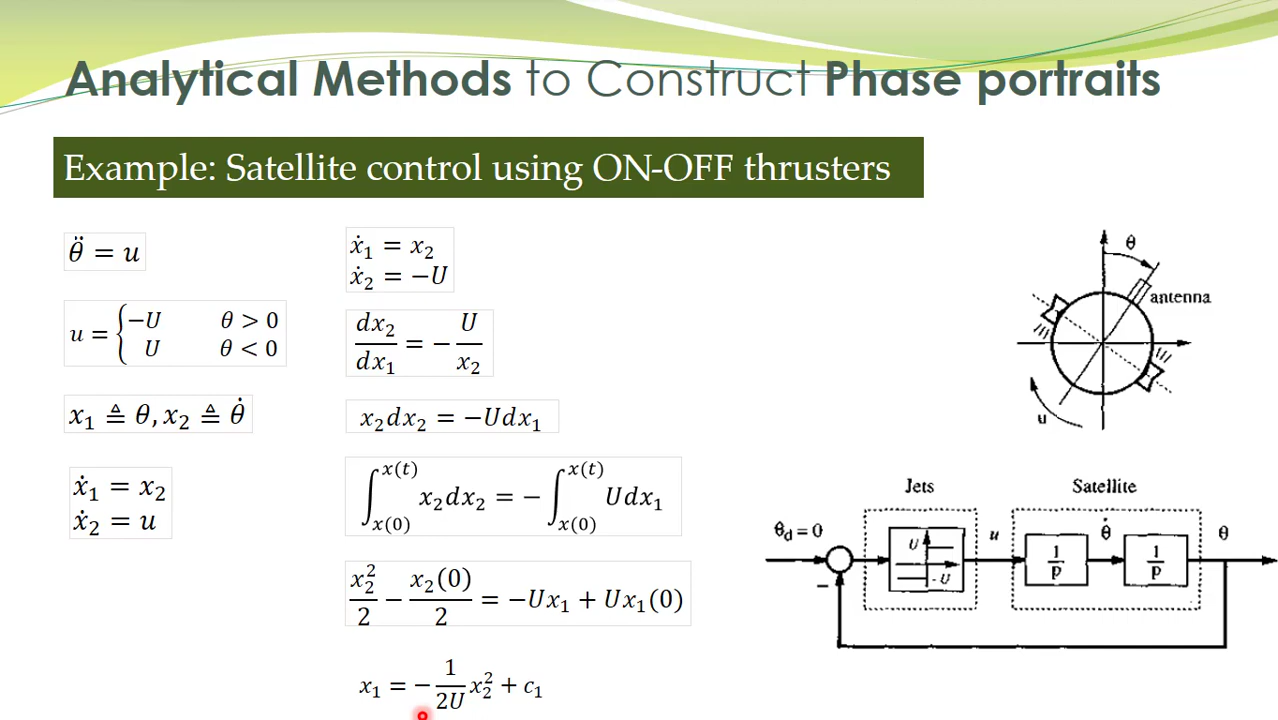 Analytical Methods to Construct Phase portraits
Example: Satellite control using ON-OFF thrusters
θ̈ = u
u = { −U θ > 0
U θ < 0
x₁ ≜ θ, x₂ ≜ θ̇
ẋ₁ = x₂
ẋ₂ = u
ẋ₁ = x₂
ẋ₂ = −U
dx₂/dx₁ = − U/x₂
x₂dx₂ = −Udx₁
∫_{x(0)}^{x(t)} x₂dx₂ = − ∫_{x(0)}^{x(t)} Udx₁
x₂²/2 − x₂(0)/2 = −Ux₁ + Ux₁(0)
x₁ = − 1/2U x₂² + c₁
θ
antenna
u
Jets
Satellite
θd = 0
U
- U
u
1/p
θ̇
1/p
θ
−